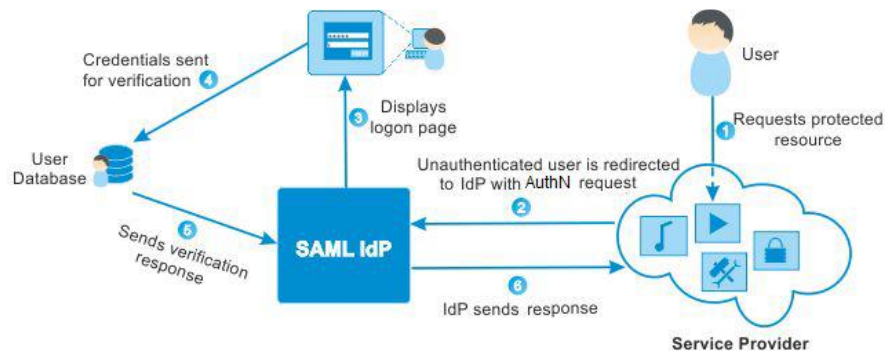 Credentials sent
for verification 4
User
3 Displays
logon page
1 Requests protected
resource
User
Database
Unauthenticated user is redirected
to IdP with AuthN request
2
5
Sends verification
response
SAML IdP
6
IdP sends response
Service Provider